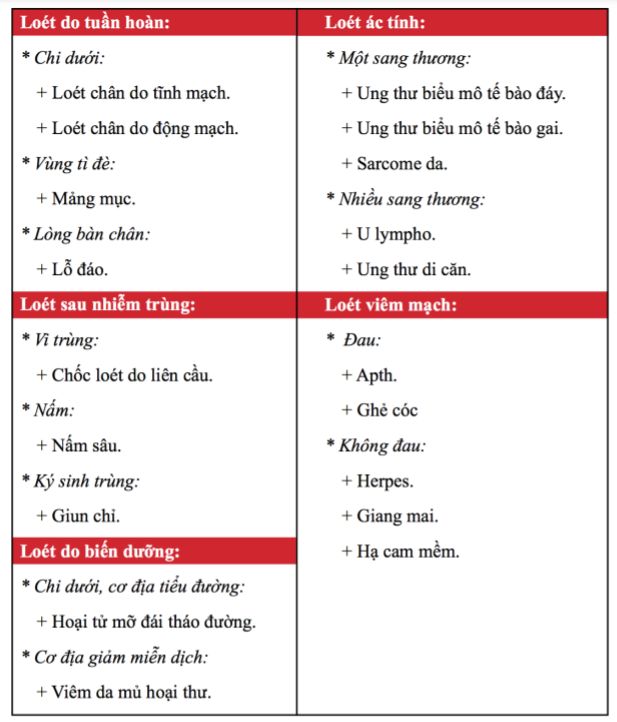 Loét do tuần hoàn:
* Chi dưới:
+ Loét chân do tĩnh mạch.
+ Loét chân do động mạch.
* Vùng tì đè:
+ Mảng mục.
* Lòng bàn chân:
+ Lỗ đáo.
Loét sau nhiễm trùng:
* Vi trùng:
+ Chốc loét do liên cầu.
* Nấm:
+ Nấm sâu.
* Ký sinh trùng:
+ Giun chỉ.
Loét do biến dưỡng:
* Chi dưới, cơ địa tiểu đường:
+ Hoại tử mỡ đái tháo đường.
* Cơ địa giảm miễn dịch:
+ Viêm da mủ hoại thư.
Loét ác tính:
* Một sang thương:
+ Ung thư biểu mô tế bào đáy.
+ Ung thư biểu mô tế bào gai.
+ Sarcome da.
* Nhiều sang thương:
+ U lympho.
+ Ung thư di căn.
Loét viêm mạch:
* Đau:
+ Apth.
+ Ghẻ cóc
* Không đau:
+ Herpes.
+ Giang mai.
+ Hạ cam mềm.